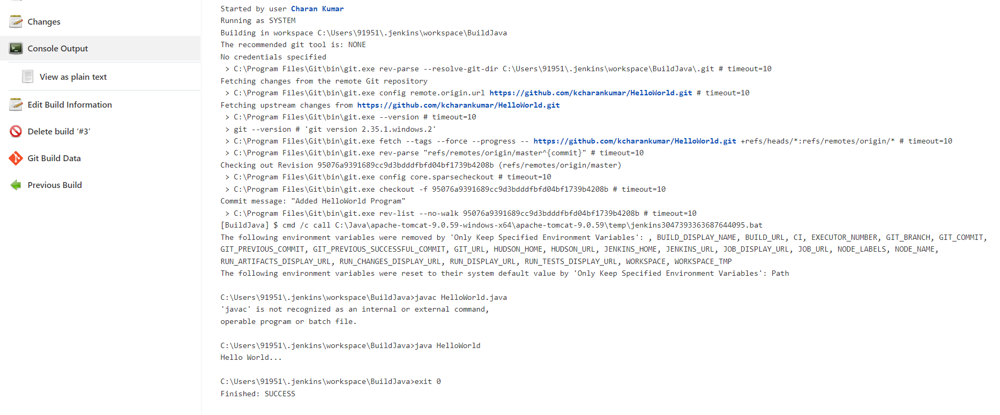 Changes
Console Output
View as plain text
Edit Build Information
Delete build ‘#3’
Git Build Data
Previous Build
Started by user Charan Kumar
Running as SYSTEM
Building in workspace C:\Users\91951\.jenkins\workspace\BuildJava
The recommended git tool is: NONE
No credentials specified
> C:\Program Files\Git\bin\git.exe rev-parse --resolve-git-dir C:\Users\91951\.jenkins\workspace\BuildJava\.git # timeout=10
Fetching changes from the remote Git repository
> C:\Program Files\Git\bin\git.exe config remote.origin.url https://github.com/kcharankumar/HelloWorld.git # timeout=10
Fetching upstream changes from https://github.com/kcharankumar/HelloWorld.git
> C:\Program Files\Git\bin\git.exe --version # timeout=10
> git --version # 'git version 2.35.1.windows.2'
> C:\Program Files\Git\bin\git.exe fetch --tags --force --progress -- https://github.com/kcharankumar/HelloWorld.git +refs/heads/*:refs/remotes/origin/* # timeout=10
> C:\Program Files\Git\bin\git.exe rev-parse "refs/remotes/origin/master^{commit}" # timeout=10
Checking out Revision 95076a9391689cc9d3bdddfbfd04bf1739b4208b (refs/remotes/origin/master)
> C:\Program Files\Git\bin\git.exe config core.sparsecheckout # timeout=10
> C:\Program Files\Git\bin\git.exe checkout -f 95076a9391689cc9d3bdddfbfd04bf1739b4208b # timeout=10
Commit message: "Added HelloWorld Program"
> C:\Program Files\Git\bin\git.exe rev-list --no-walk 95076a9391689cc9d3bdddfbfd04bf1739b4208b # timeout=10
[BuildJava] $ cmd /c call C:\Java\apache-tomcat-9.0.59-windows-x64\apache-tomcat-9.0.59\temp\jenkins3047393363687644095.bat
The following environment variables were removed by 'Only Keep Specified Environment Variables': , BUILD_DISPLAY_NAME, BUILD_URL, CI, EXECUTOR_NUMBER, GIT_BRANCH, GIT_COMMIT,
GIT_PREVIOUS_COMMIT, GIT_PREVIOUS_SUCCESSFUL_COMMIT, GIT_URL, HUDSON_HOME, HUDSON_URL, JENKINS_HOME, JENKINS_URL, JOB_DISPLAY_URL, JOB_URL, NODE_LABELS, NODE_NAME,
RUN_ARTIFACTS_DISPLAY_URL, RUN_CHANGES_DISPLAY_URL, RUN_DISPLAY_URL, RUN_TESTS_DISPLAY_URL, WORKSPACE, WORKSPACE_TMP
The following environment variables were reset to their system default value by 'Only Keep Specified Environment Variables': Path
C:\Users\91951\.jenkins\workspace\BuildJava>javac HelloWorld.java
'javac' is not recognized as an internal or external command,
operable program or batch file.
C:\Users\91951\.jenkins\workspace\BuildJava>java HelloWorld
Hello World...
C:\Users\91951\.jenkins\workspace\BuildJava>exit 0
Finished: SUCCESS